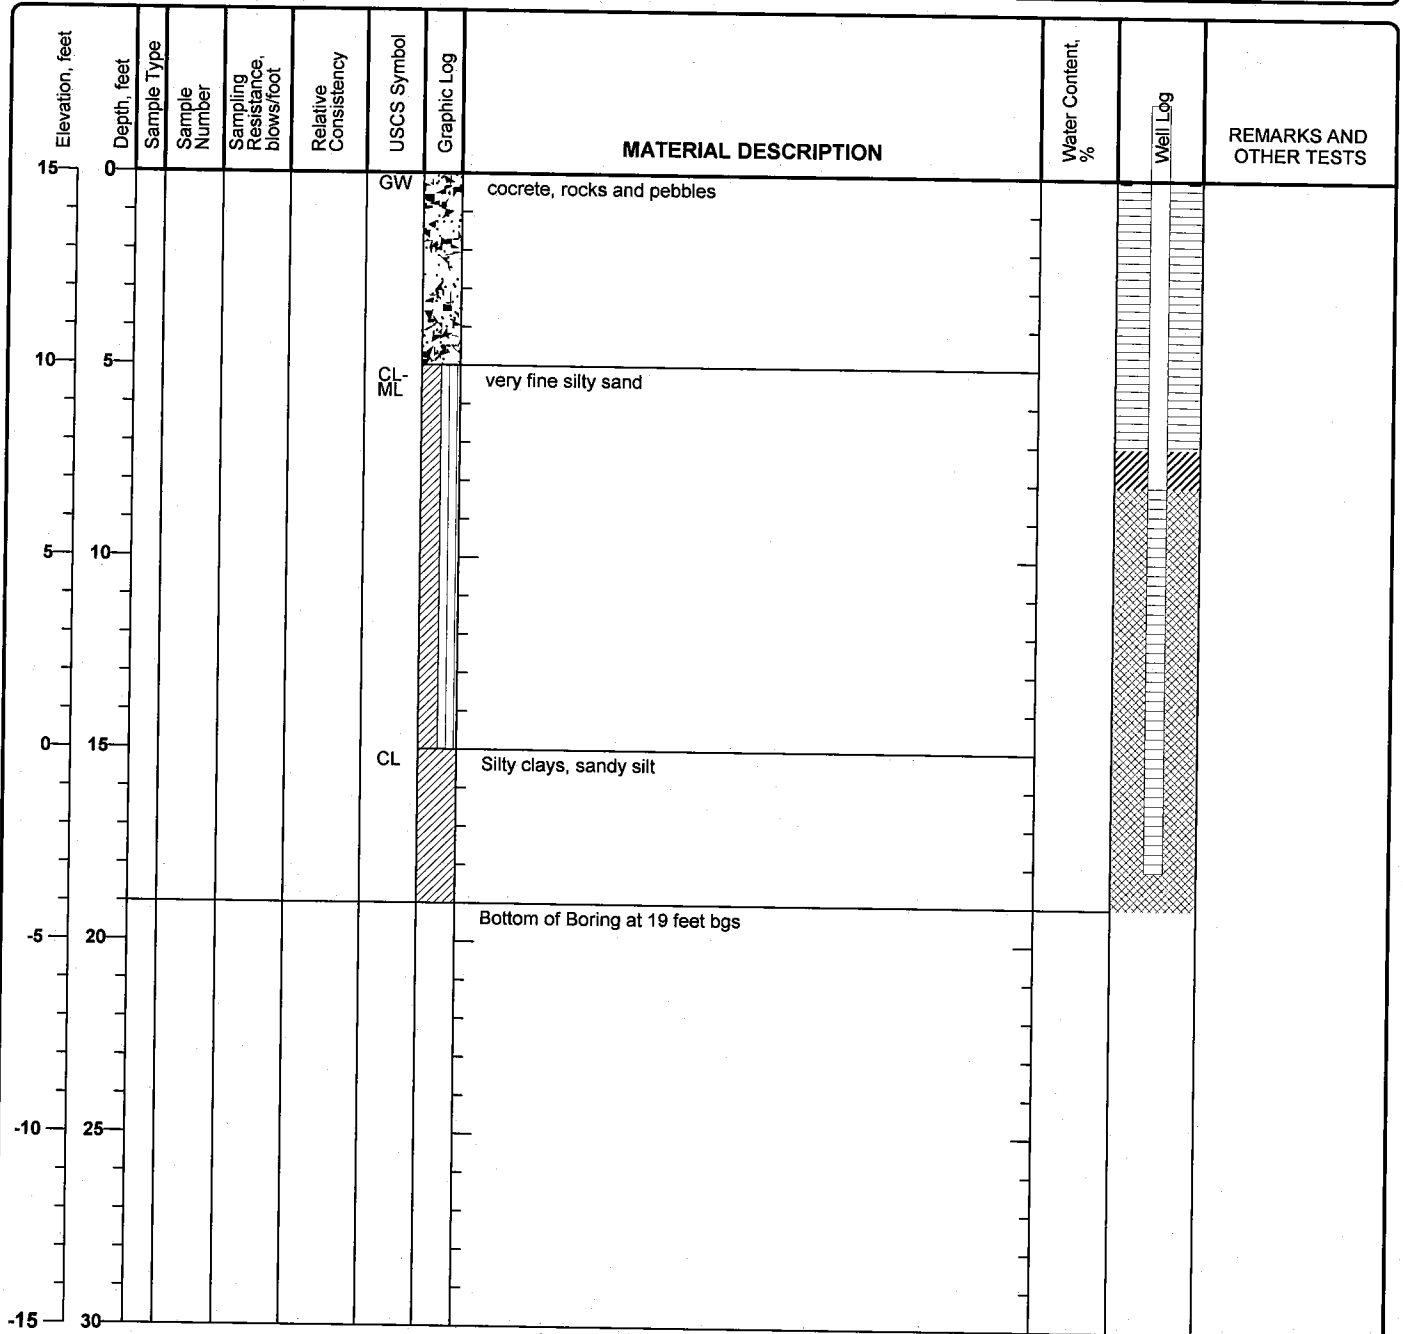 Elevation, feet
Depth, feet
Sample Type
Sample
Number
Sampling
Resistance,
blows/foot
Relative
Consistency
USCS Symbol
Graphic Log
MATERIAL DESCRIPTION
Water Content,
%
Well Log
REMARKS AND
OTHER TESTS
15 0
GW cocrete, rocks and pebbles
10 5
CL-
ML very fine silty sand
5 10
0 15
CL Silty clays, sandy silt
Bottom of Boring at 19 feet bgs
-5 20
-10 25
-15 30